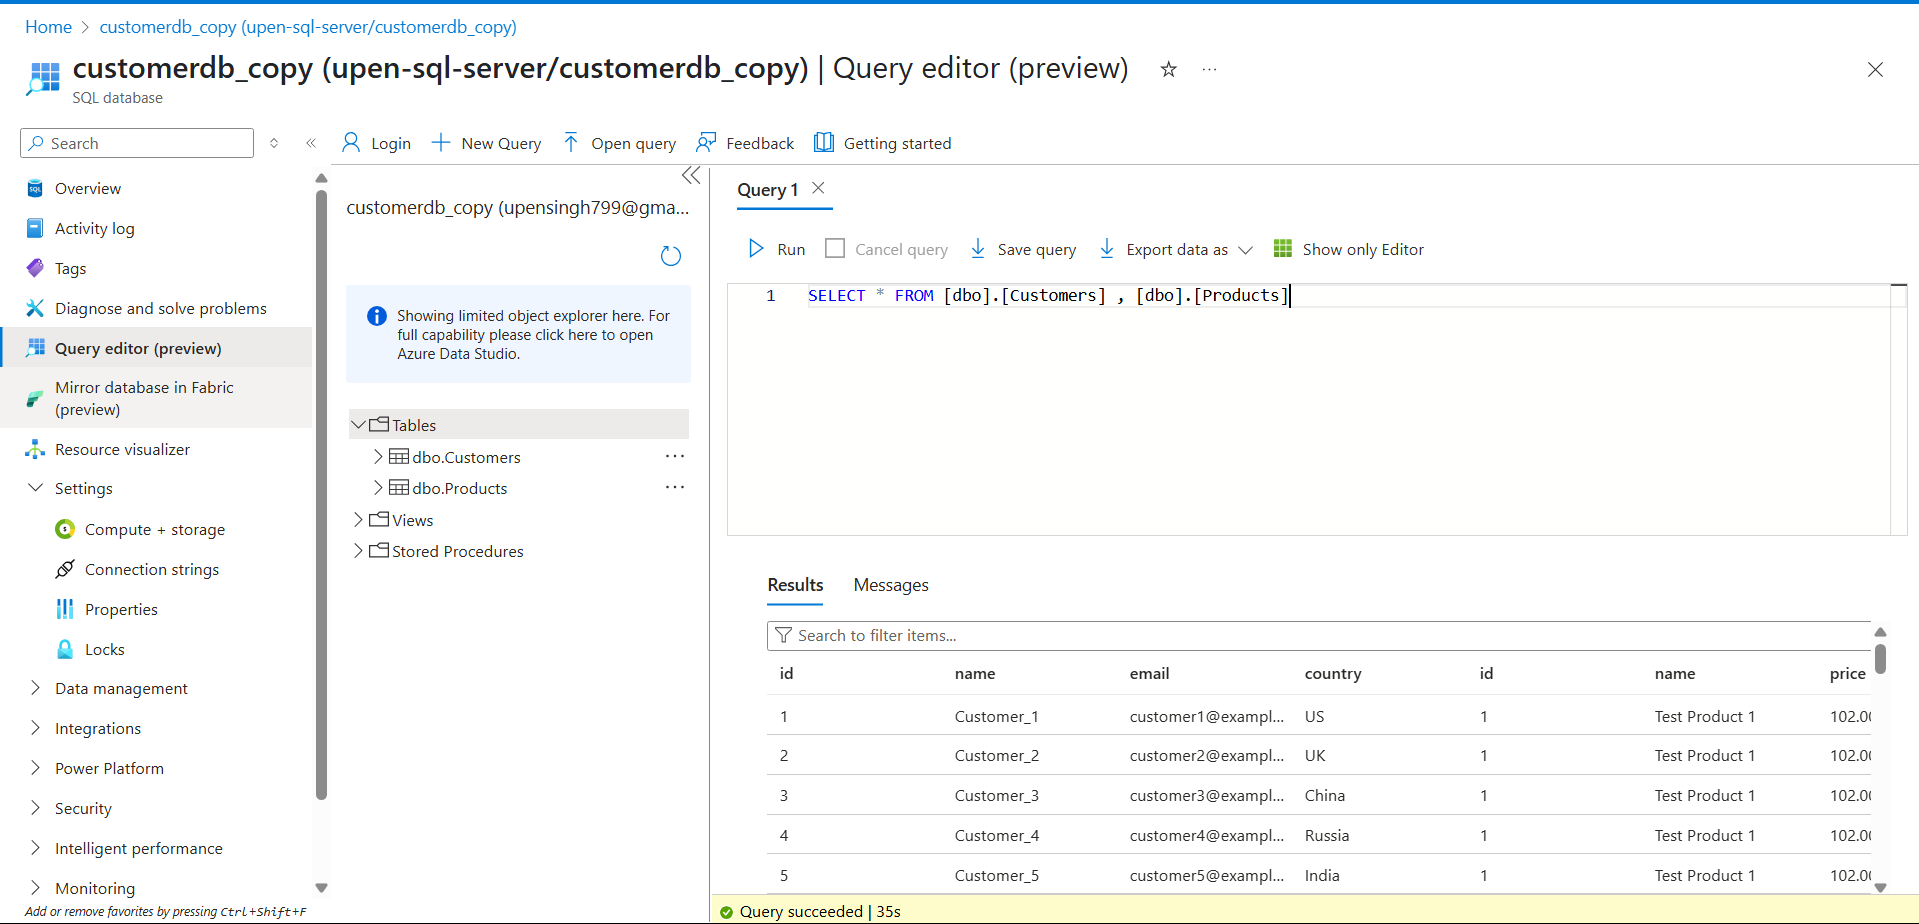 Home > customerdb_copy (upen-sql-server/customerdb_copy)
customerdb_copy (upen-sql-server/customerdb_copy) | Query editor (preview)
SQL database
Search
Login
New Query
Open query
Feedback
Getting started
Overview
Activity log
Tags
Diagnose and solve problems
Query editor (preview)
Mirror database in Fabric
(preview)
Resource visualizer
Settings
Compute + storage
Connection strings
Properties
Locks
Data management
Integrations
Power Platform
Security
Intelligent performance
Monitoring
Add or remove favorites by pressing Ctrl+Shift+F
customerdb_copy (upensingh799@gma...
Showing limited object explorer here. For
full capability please click here to open
Azure Data Studio.
Tables
dbo.Customers ...
dbo.Products ...
Views
Stored Procedures
Query 1
Run
Cancel query
Save query
Export data as
Show only Editor
1 SELECT * FROM [dbo].[Customers] , [dbo].[Products]
Results Messages
Search to filter items...
id name email country id name price
1 Customer_1 customer1@exampl... US 1 Test Product 1 102.00
2 Customer_2 customer2@exampl... UK 1 Test Product 1 102.00
3 Customer_3 customer3@exampl... China 1 Test Product 1 102.00
4 Customer_4 customer4@exampl... Russia 1 Test Product 1 102.00
5 Customer_5 customer5@exampl... India 1 Test Product 1 102.00
Query succeeded | 35s